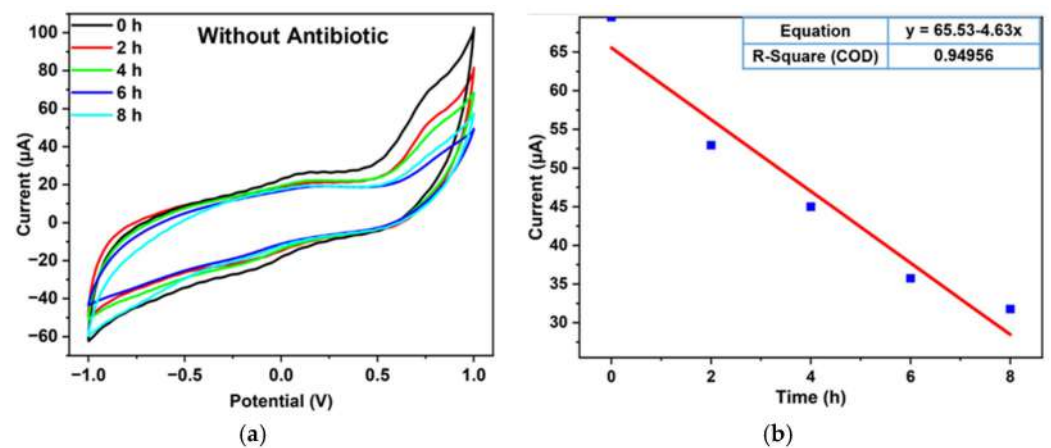 Without Antibiotic
0 h
2 h
4 h
6 h
8 h
100
80
60
40
20
0
−20
−40
−60
Current (µA)
−1.0 −0.5 0.0 0.5 1.0
Potential (V)
(a)
Equation y = 65.53-4.63x
R-Square (COD) 0.94956
65
60
55
50
45
40
35
30
Current (µA)
0 2 4 6 8
Time (h)
(b)